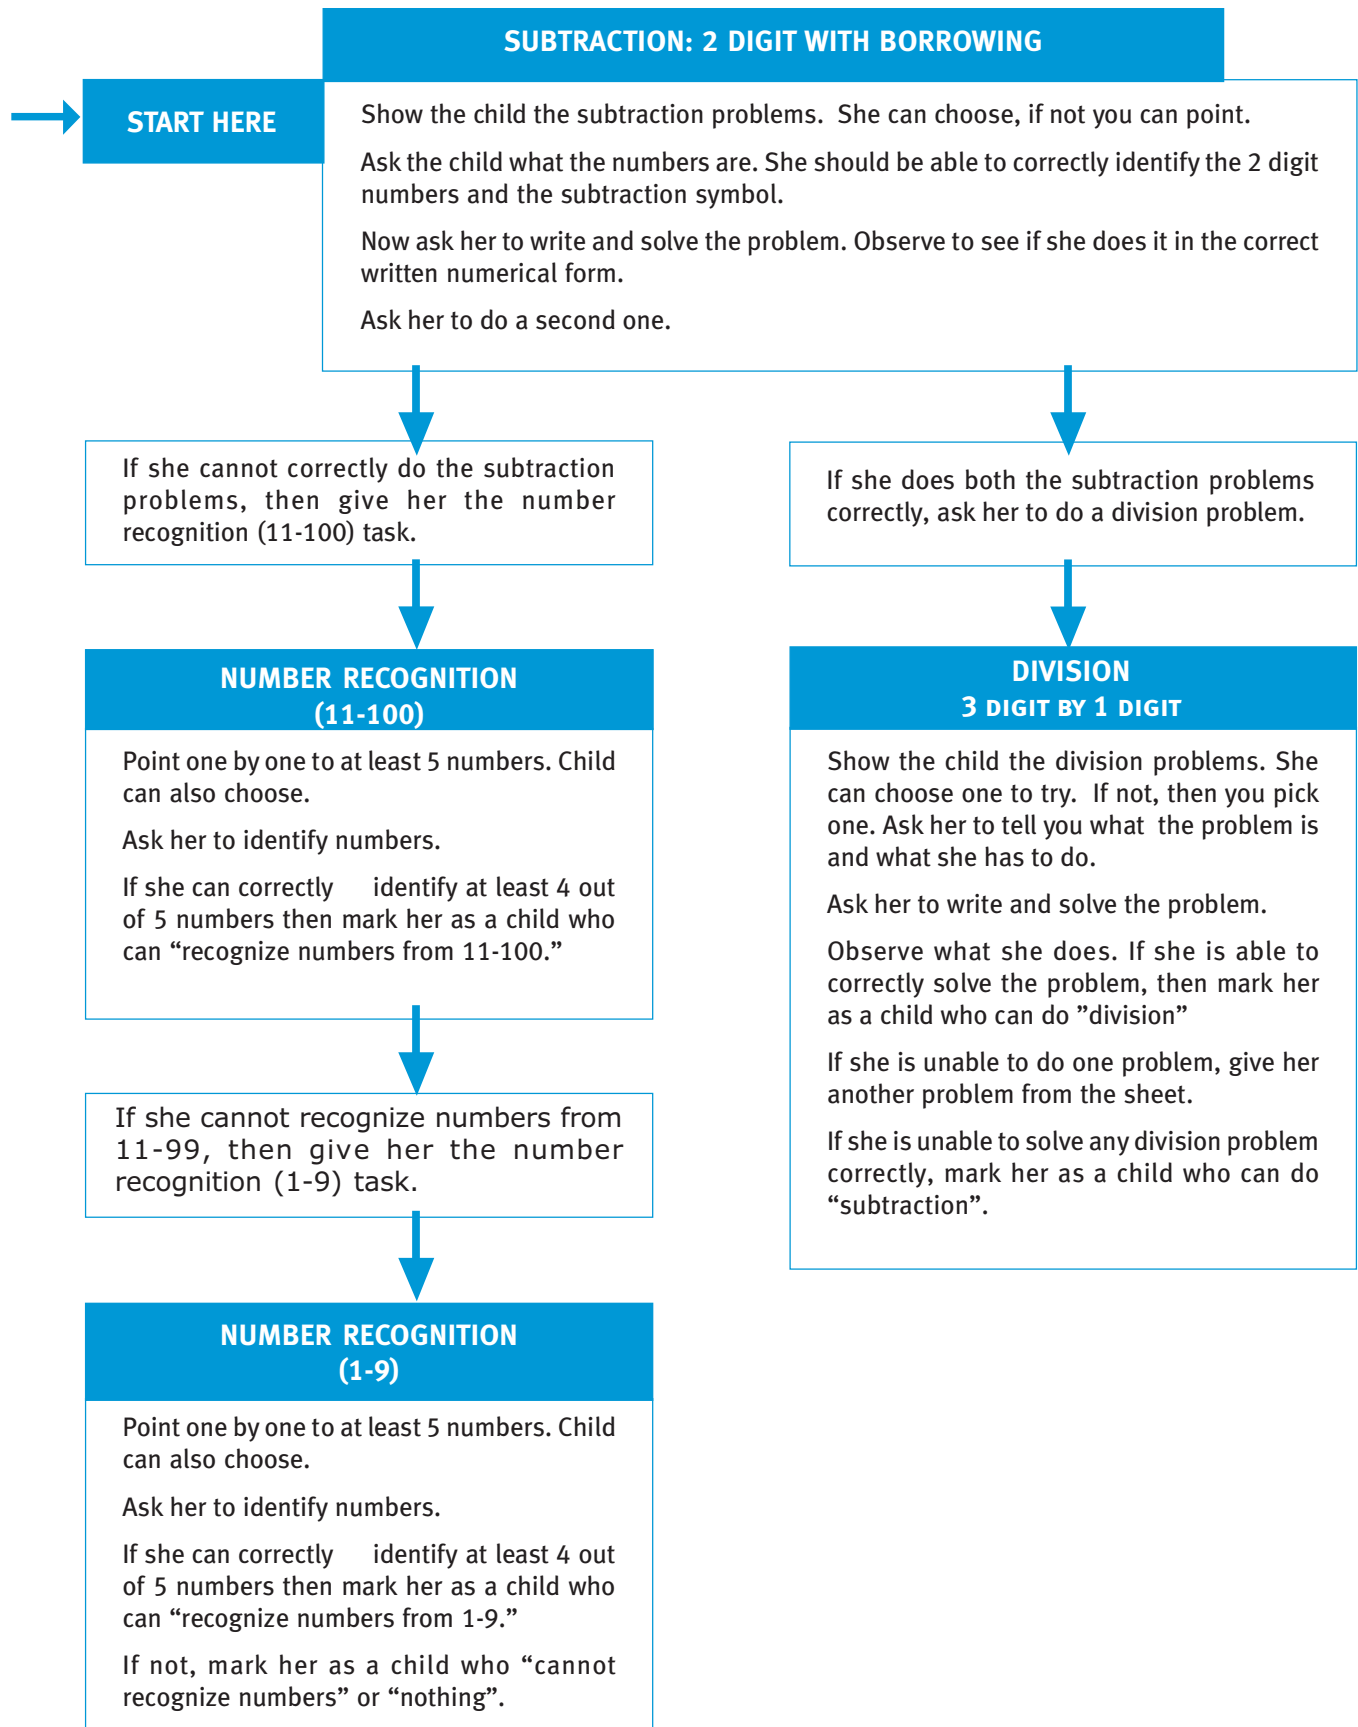 SUBTRACTION: 2 DIGIT WITH BORROWING
START HERE
Show the child the subtraction problems. She can choose, if not you can point.
Ask the child what the numbers are. She should be able to correctly identify the 2 digit
numbers and the subtraction symbol.
Now ask her to write and solve the problem. Observe to see if she does it in the correct
written numerical form.
Ask her to do a second one.
If she cannot correctly do the subtraction
problems, then give her the number
recognition (11-100) task.
If she does both the subtraction problems
correctly, ask her to do a division problem.
NUMBER RECOGNITION
(11-100)
Point one by one to at least 5 numbers. Child
can also choose.
Ask her to identify numbers.
If she can correctly identify at least 4 out
of 5 numbers then mark her as a child who
can “recognize numbers from 11-100.”
DIVISION
3 DIGIT BY 1 DIGIT
Show the child the division problems. She
can choose one to try. If not, then you pick
one. Ask her to tell you what the problem is
and what she has to do.
Ask her to write and solve the problem.
Observe what she does. If she is able to
correctly solve the problem, then mark her
as a child who can do ”division”
If she is unable to do one problem, give her
another problem from the sheet.
If she is unable to solve any division problem
correctly, mark her as a child who can do
“subtraction”.
If she cannot recognize numbers from
11-99, then give her the number
recognition (1-9) task.
NUMBER RECOGNITION
(1-9)
Point one by one to at least 5 numbers. Child
can also choose.
Ask her to identify numbers.
If she can correctly identify at least 4 out
of 5 numbers then mark her as a child who
can “recognize numbers from 1-9.”
If not, mark her as a child who “cannot
recognize numbers” or “nothing”.